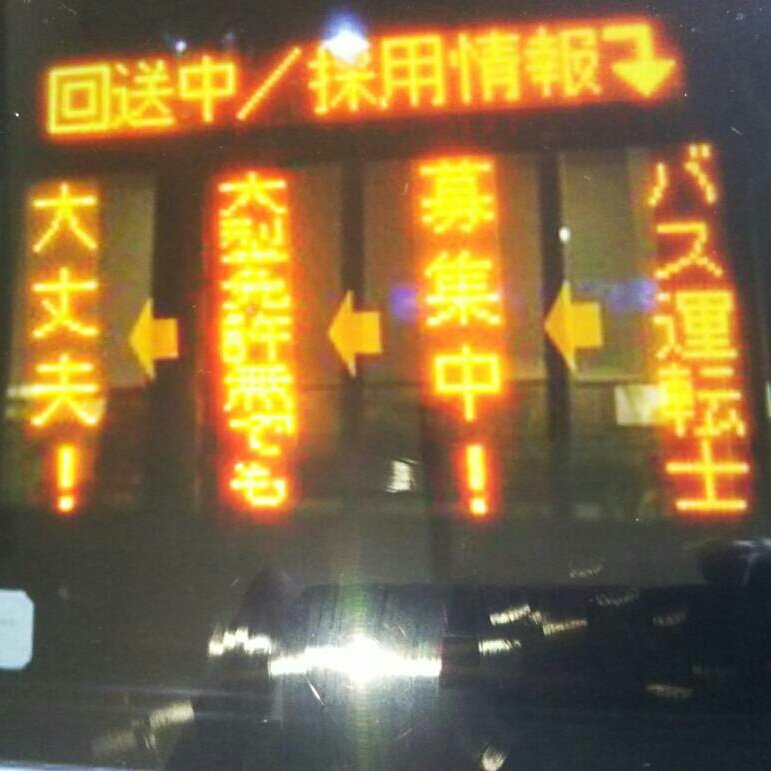 回送中/採用情報⤵
バス運転士
募集中!
大型免許無でも
大丈夫!